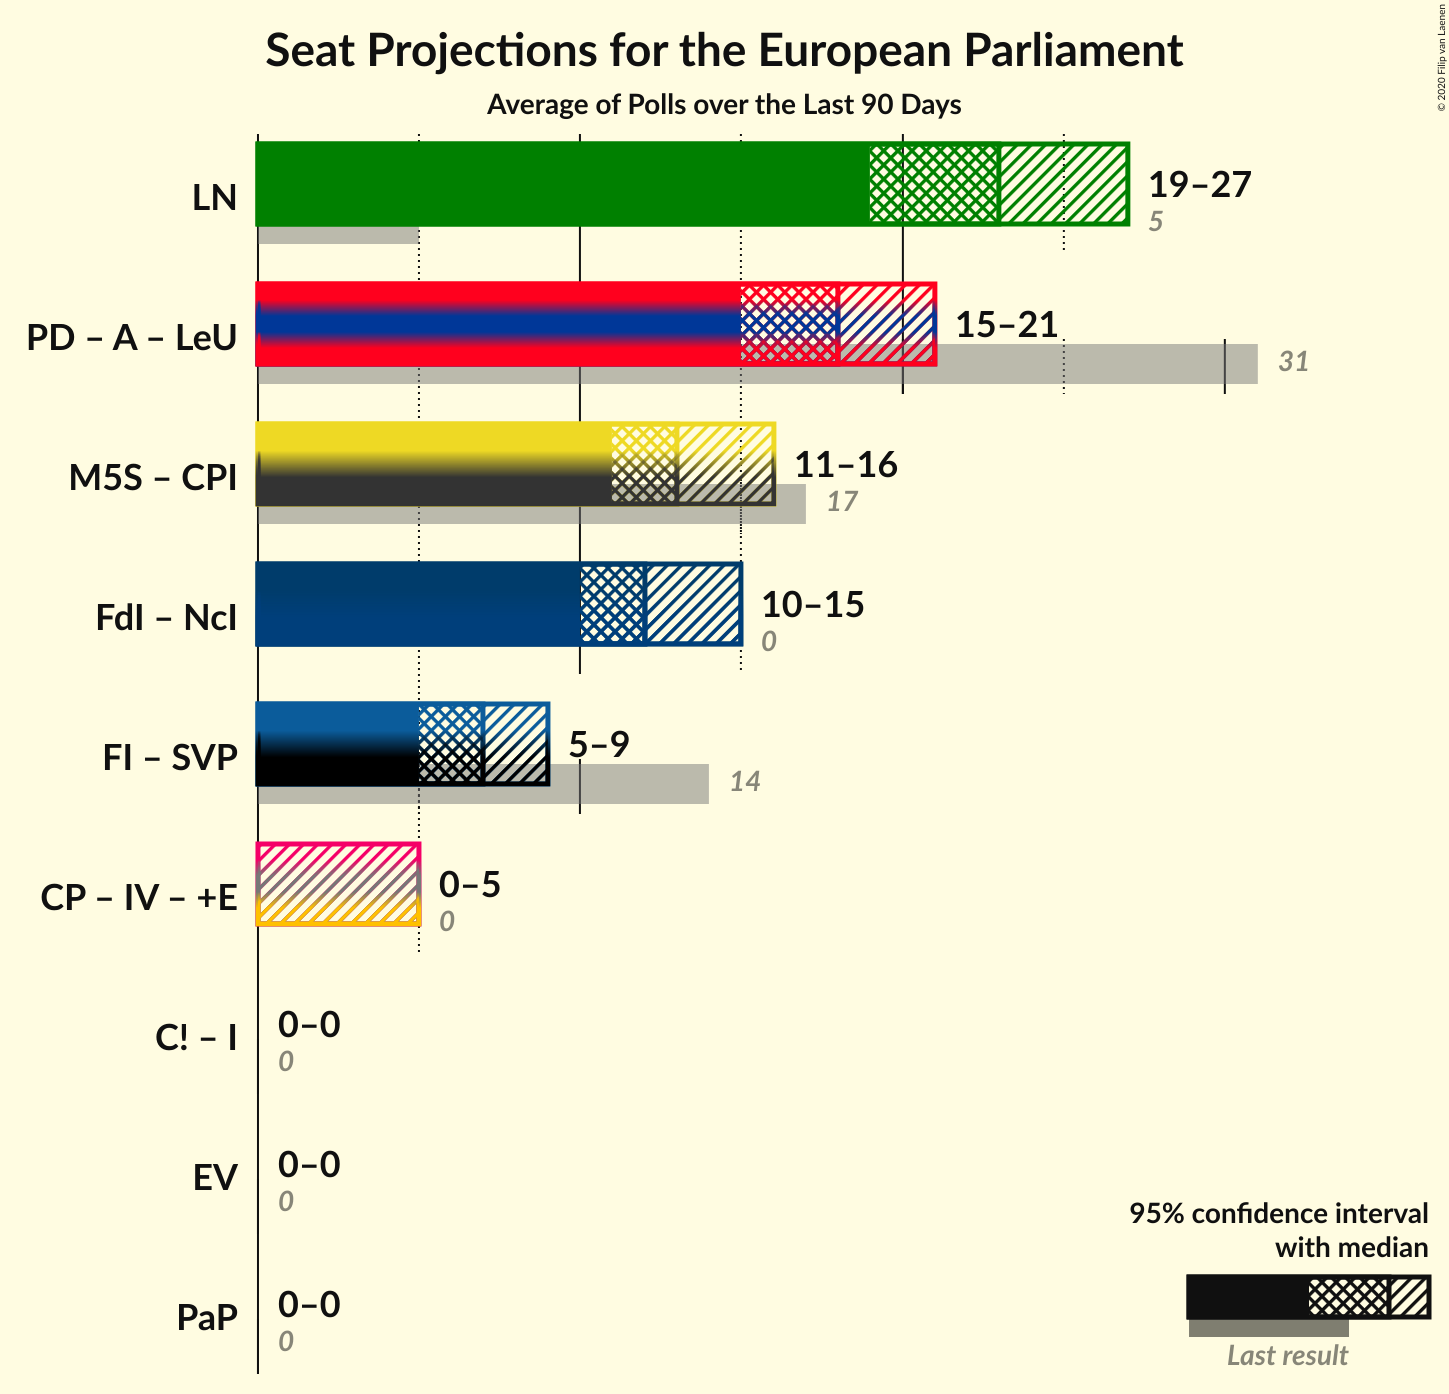 Seat Projections for the European Parliament
Average of Polls over the Last 90 Days
© 2020 Filip van Laenen
LN
19–27
5
PD – A – LeU
15–21
31
M5S – CPI
11–16
17
FdI – NcI
10–15
0
FI – SVP
5–9
14
CP – IV – +E
0–5
0
C! – I
0–0
0
EV
0–0
0
PaP
0–0
0
95% confidence interval
with median
Last result